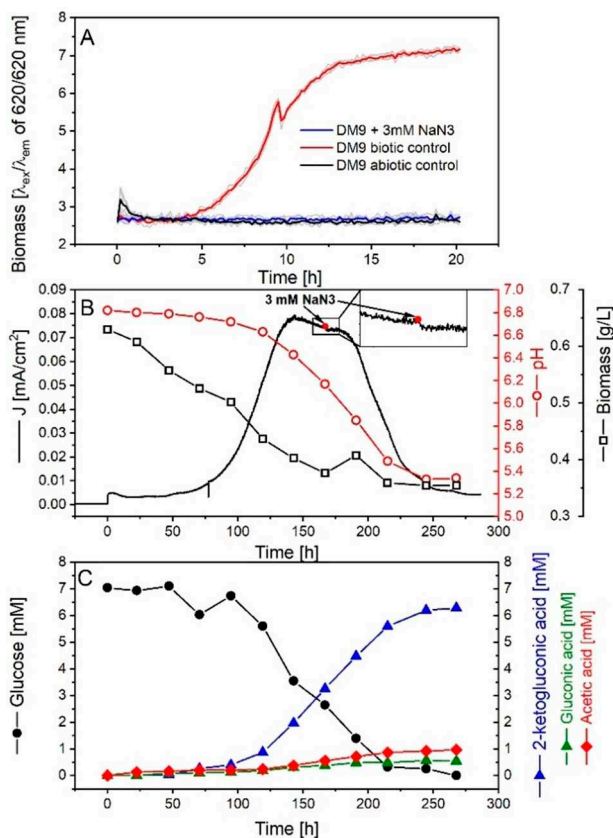 A
Biomass [λex/λem of 620/620 nm]
8
7
6
5
4
3
2
DM9 + 3mM NaN3
DM9 biotic control
DM9 abiotic control
0 5 10 15 20
Time [h]
B
3 mM NaN3
J [mA/cm²]
0.09
0.08
0.07
0.06
0.05
0.04
0.03
0.02
0.01
0.00
7.0
6.8
6.6
6.4
6.2
6.0
5.8
5.6
5.4
5.2
5.0
pH
0.7
0.6
0.5
0.4
0.3
Biomass [g/L]
0 50 100 150 200 250 300
Time [h]
C
Glucose [mM]
8
7
6
5
4
3
2
1
0
8
7
6
5
4
3
2
1
0
2-ketogluconic acid [mM]
Gluconic acid [mM]
Acetic acid [mM]
0 50 100 150 200 250 300
Time [h]